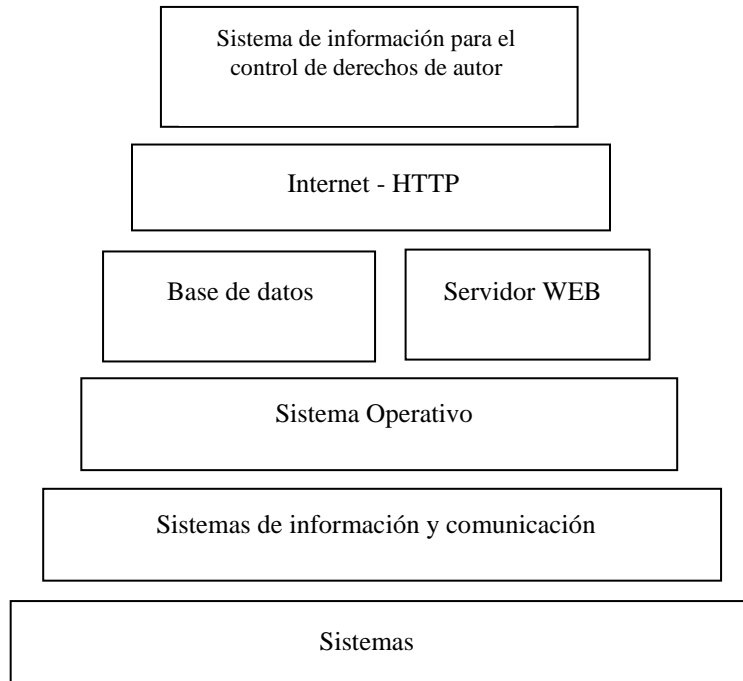 Sistema de información para el
control de derechos de autor
Internet - HTTP
Base de datos
Servidor WEB
Sistema Operativo
Sistemas de información y comunicación
Sistemas